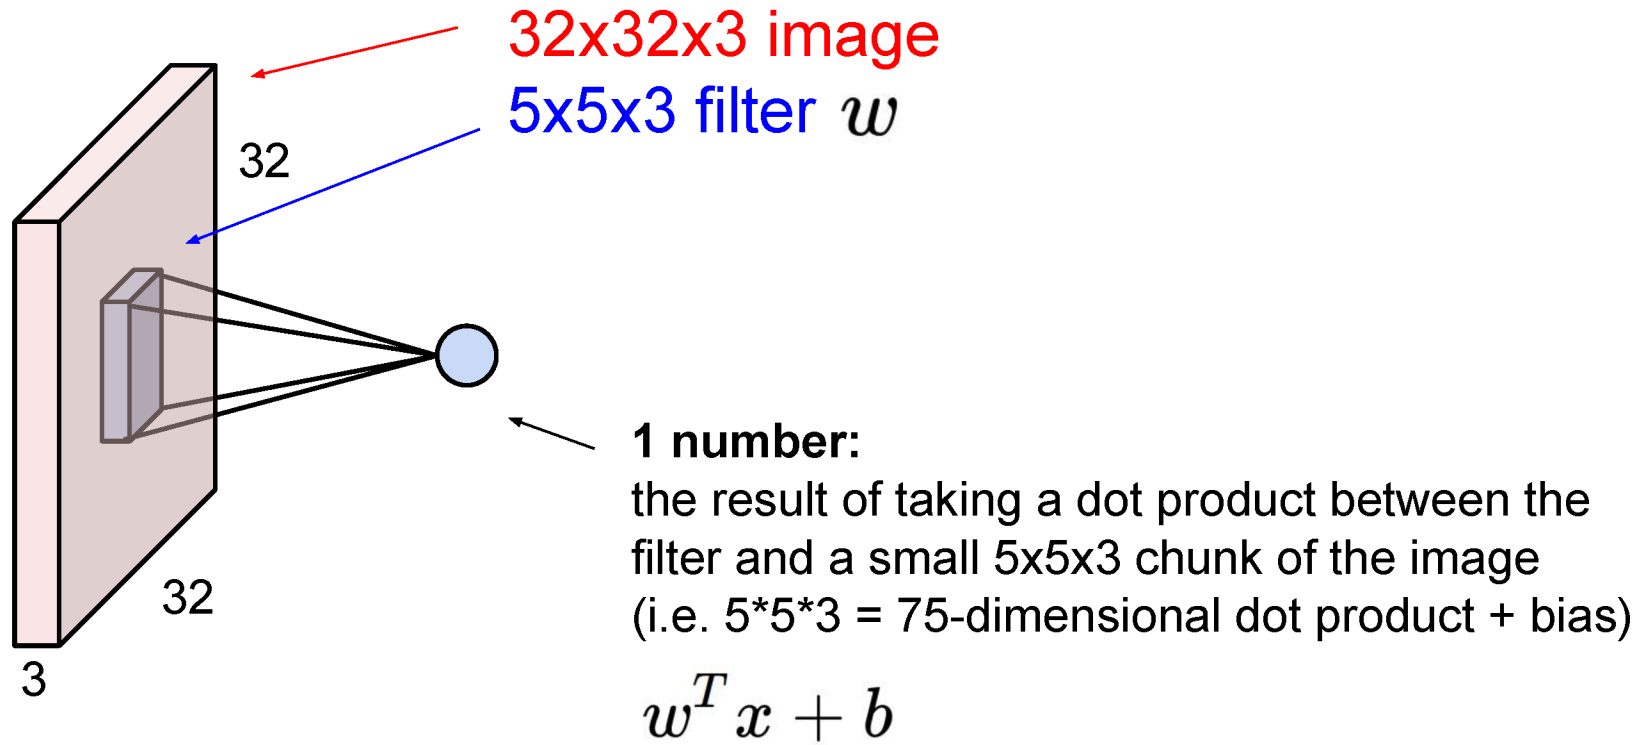 32x32x3 image
5x5x3 filter w
32
32
3
1 number:
the result of taking a dot product between the
filter and a small 5x5x3 chunk of the image
(i.e. 5*5*3 = 75-dimensional dot product + bias)
w^T x + b